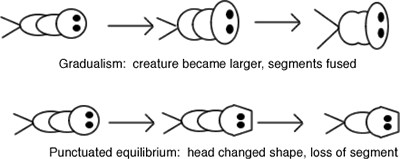 Gradualism: creature became larger, segments fused
Punctuated equilibrium: head changed shape, loss of segment